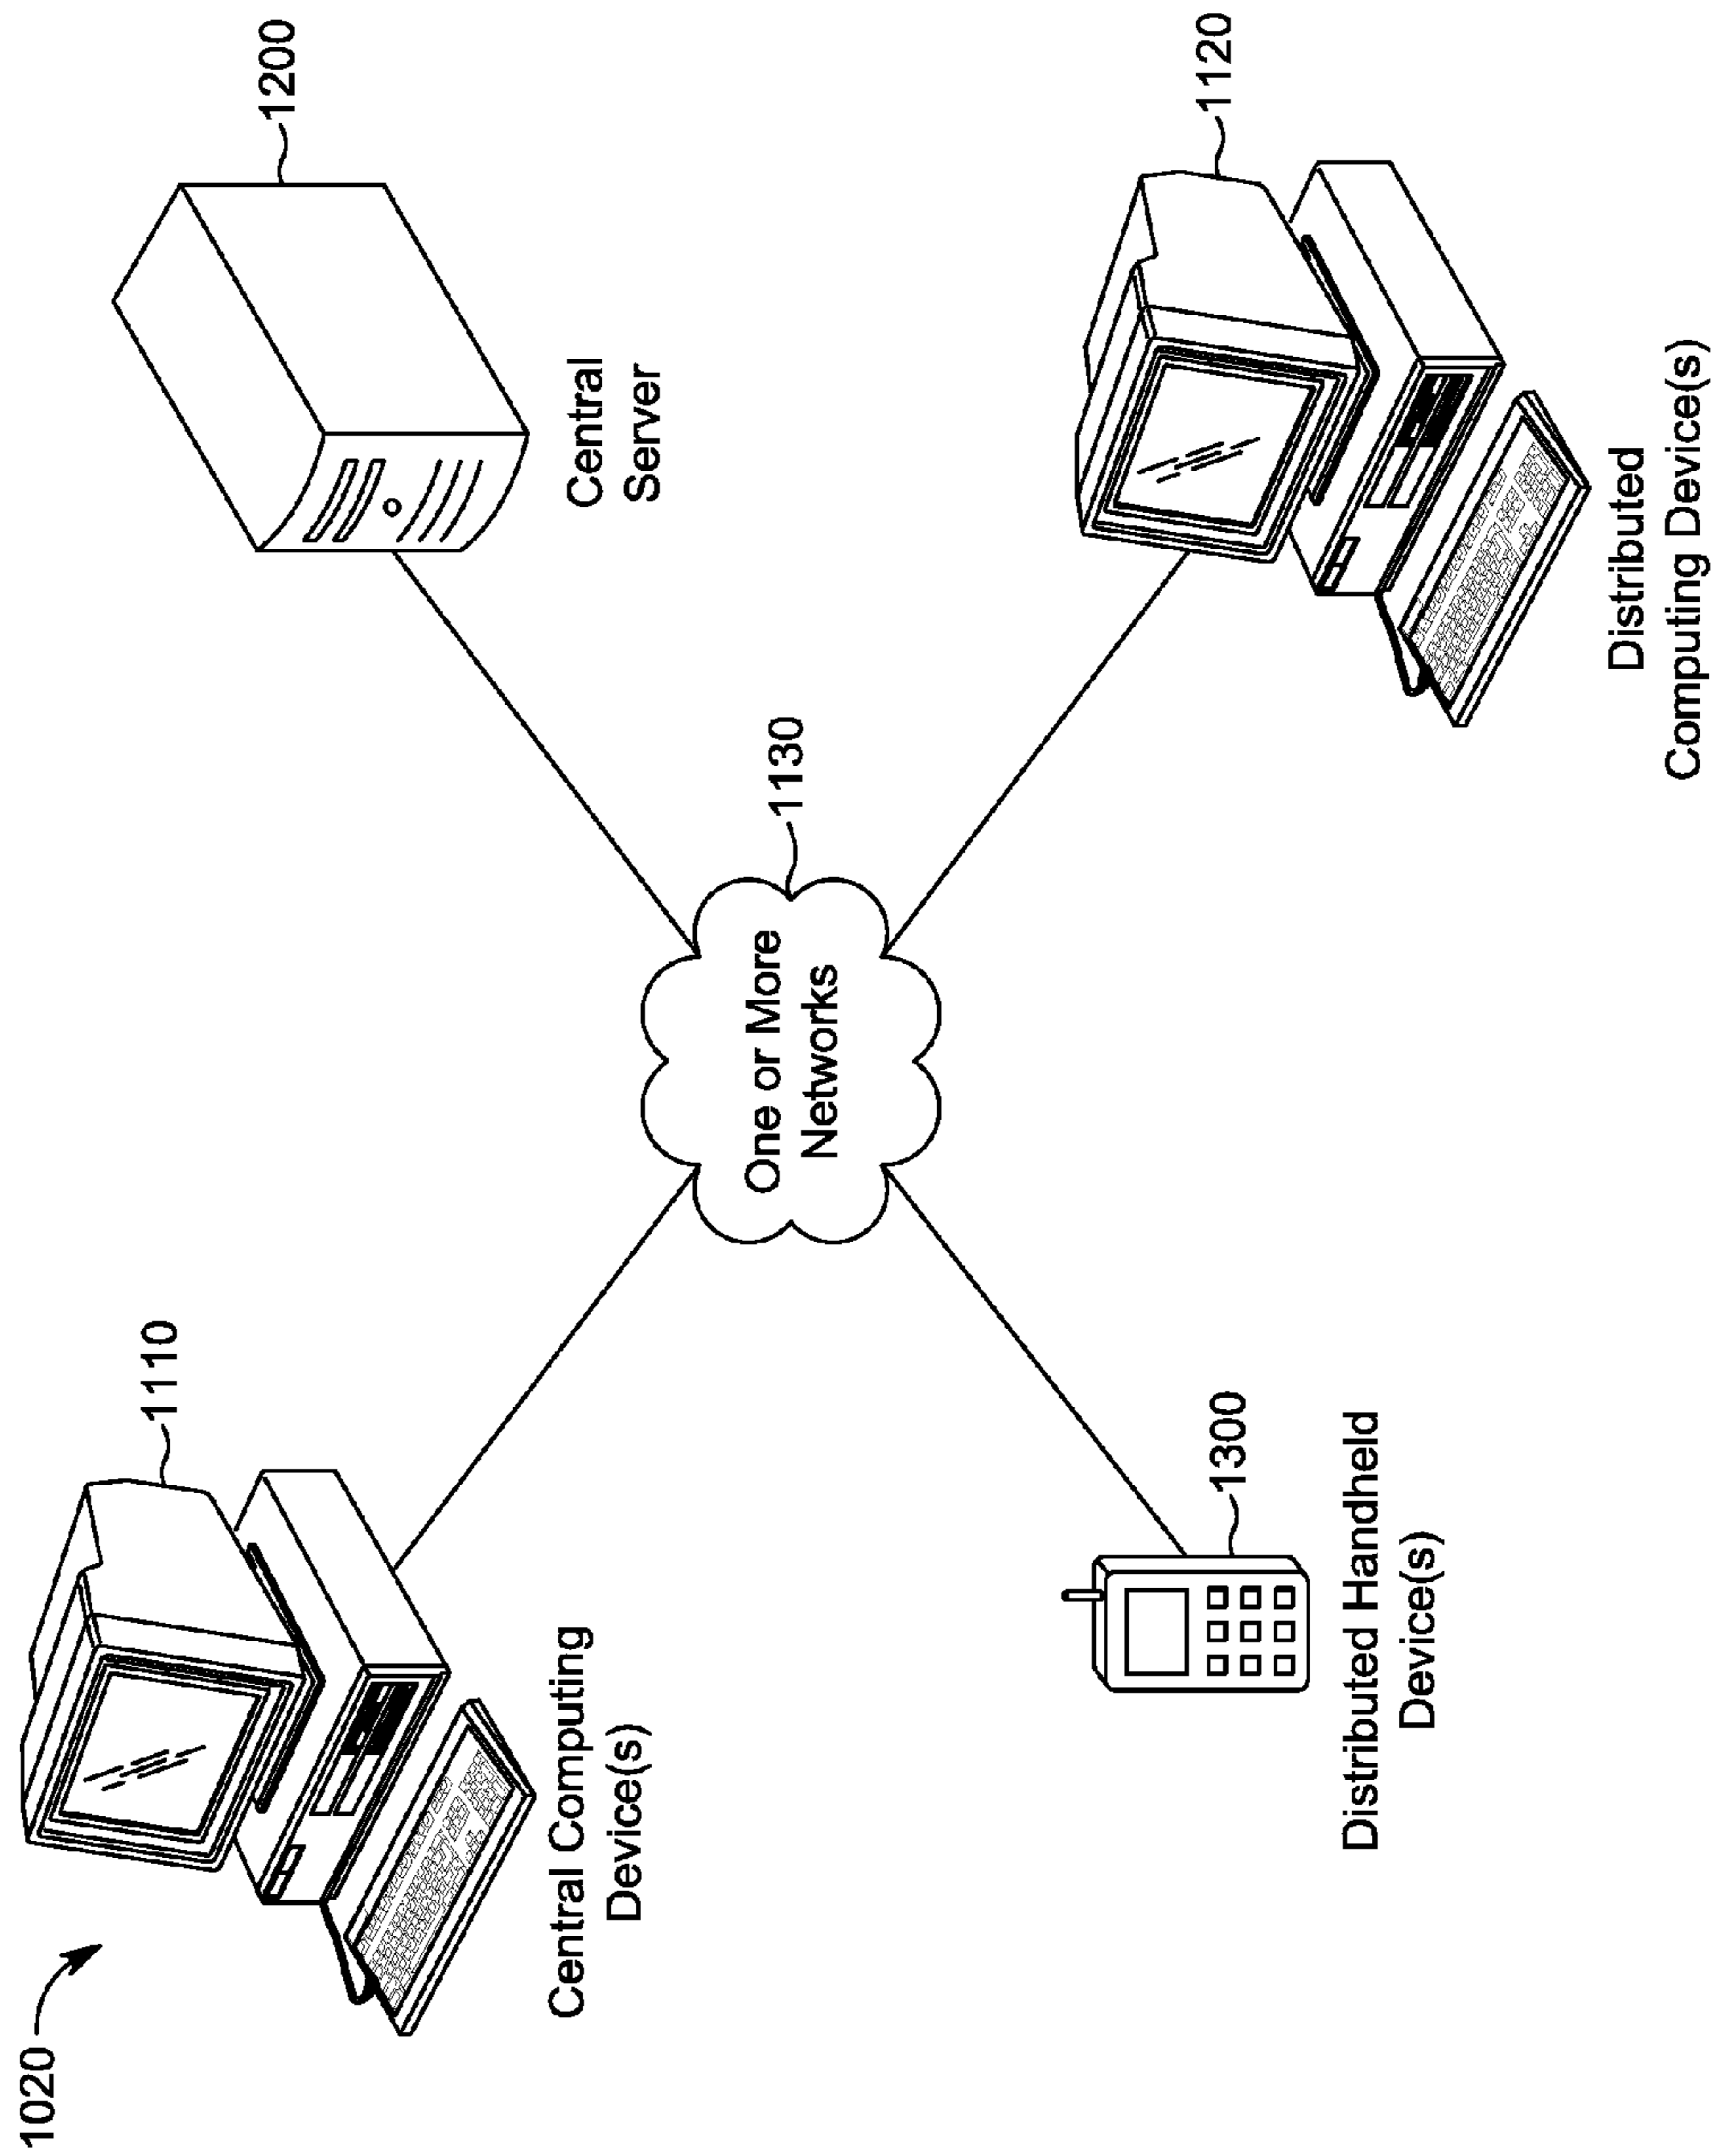 1020
1110
Central Computing
Device(s)
1200
Central
Server
One or More
Networks
1130
1300
Distributed Handheld
Device(s)
1120
Distributed
Computing Device(s)